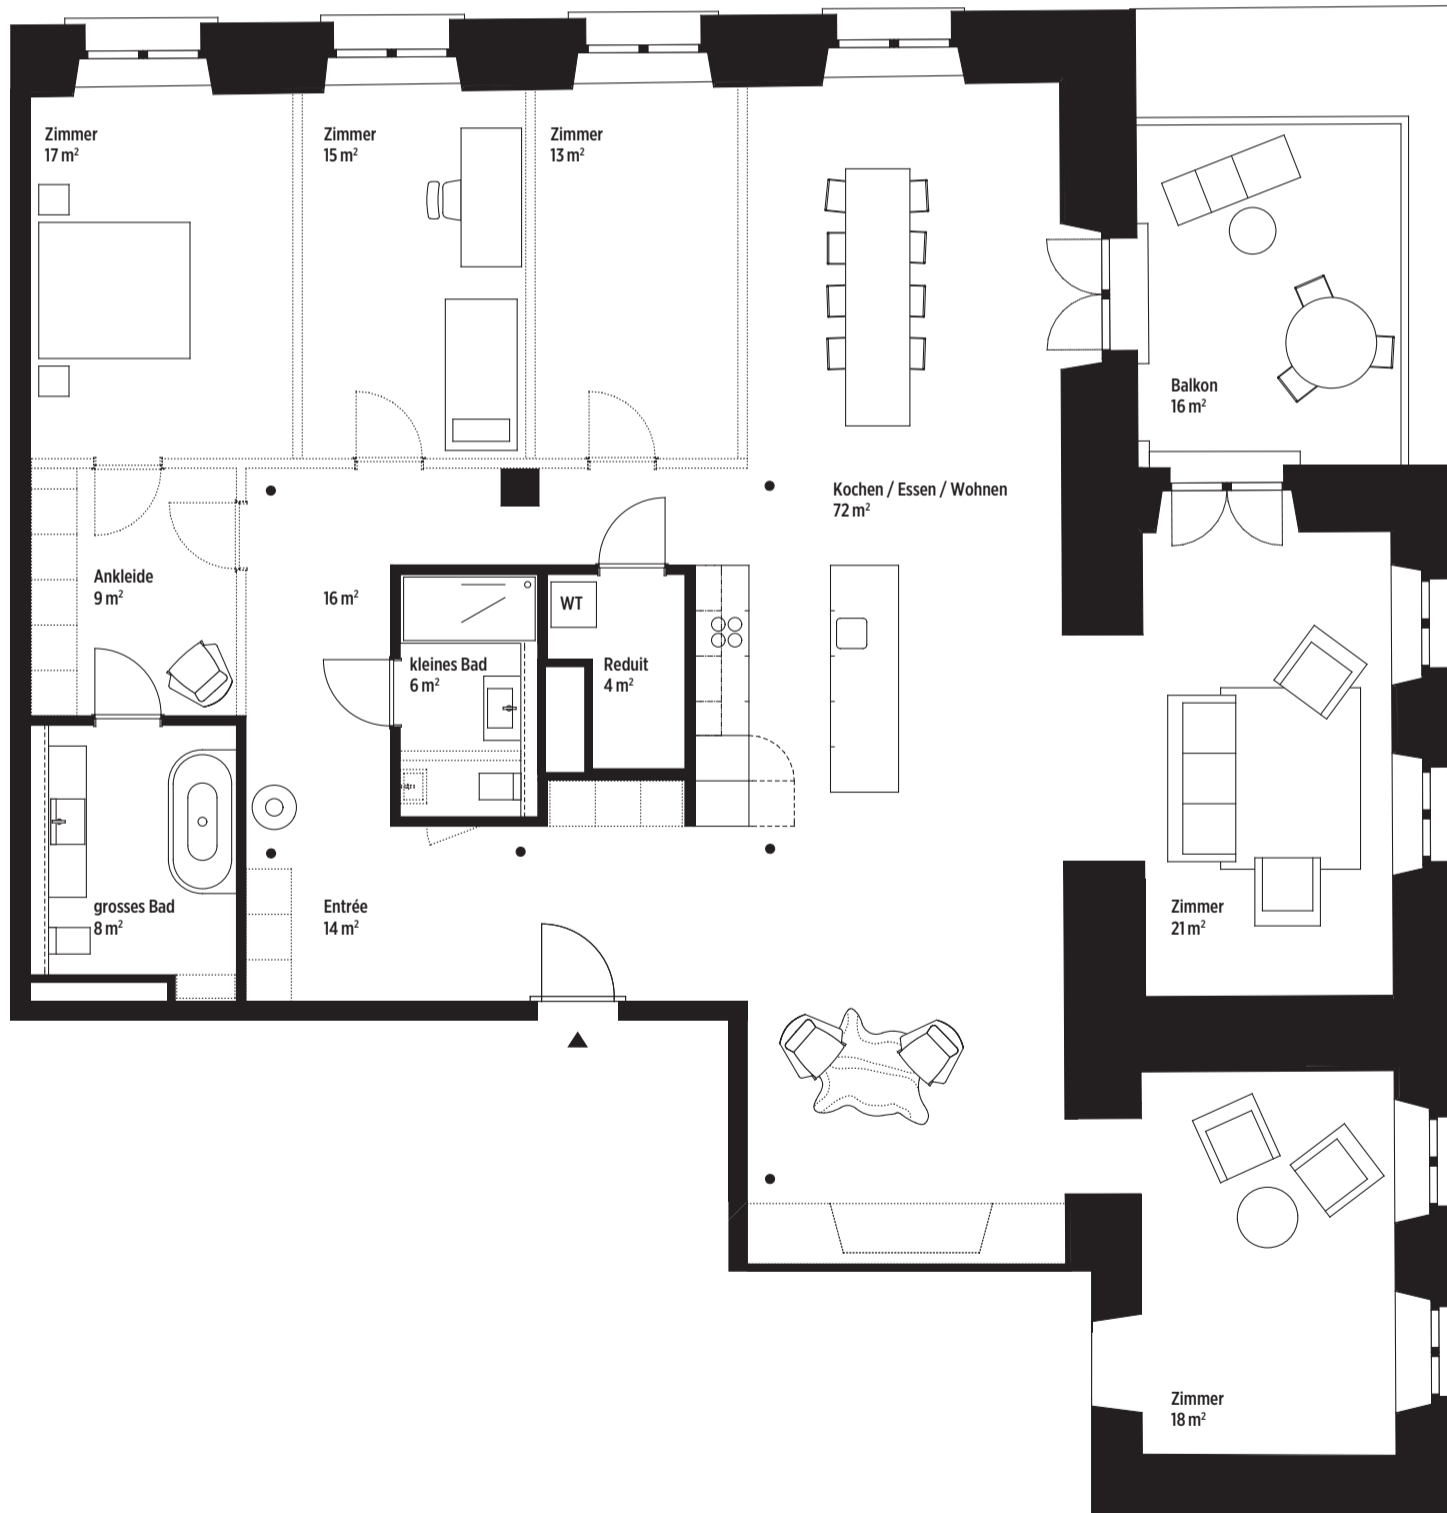 Zimmer
17 m²
Zimmer
15 m²
Zimmer
13 m²
Balkon
16 m²
Kochen / Essen / Wohnen
72 m²
Ankleide
9 m²
16 m²
WT
kleines Bad
6 m²
Reduit
4 m²
grosses Bad
8 m²
Entrée
14 m²
Zimmer
21 m²
Zimmer
18 m²